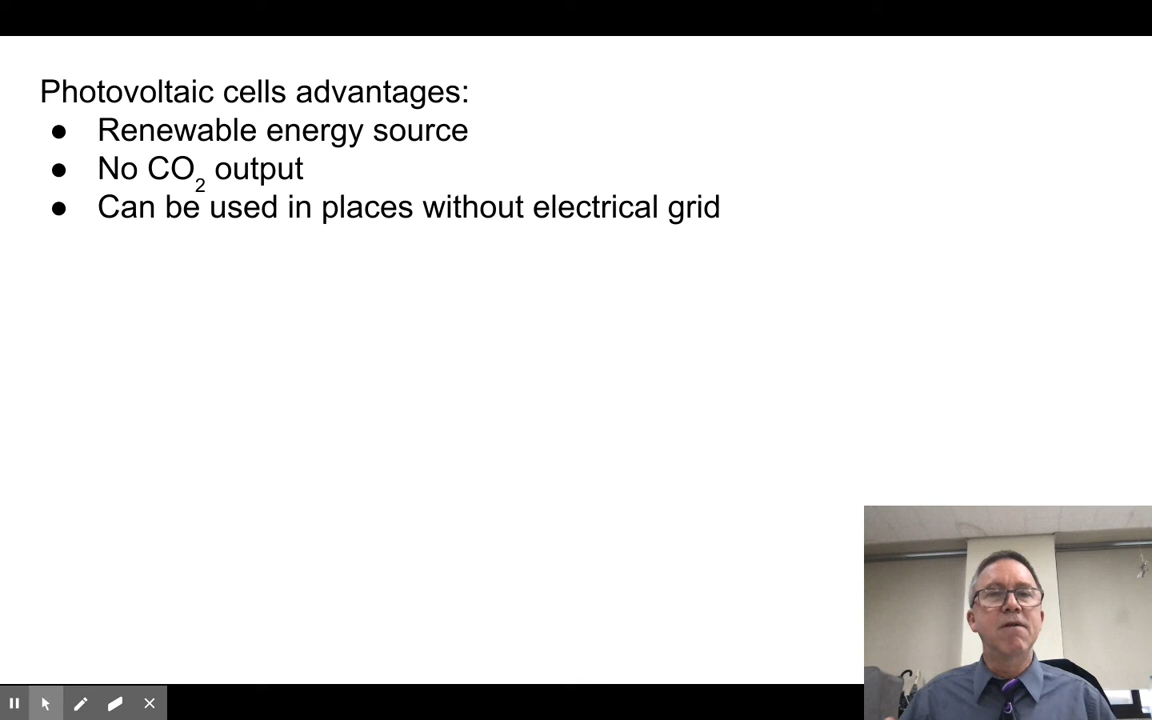 Photovoltaic cells advantages:
● Renewable energy source
● No CO₂ output
● Can be used in places without electrical grid